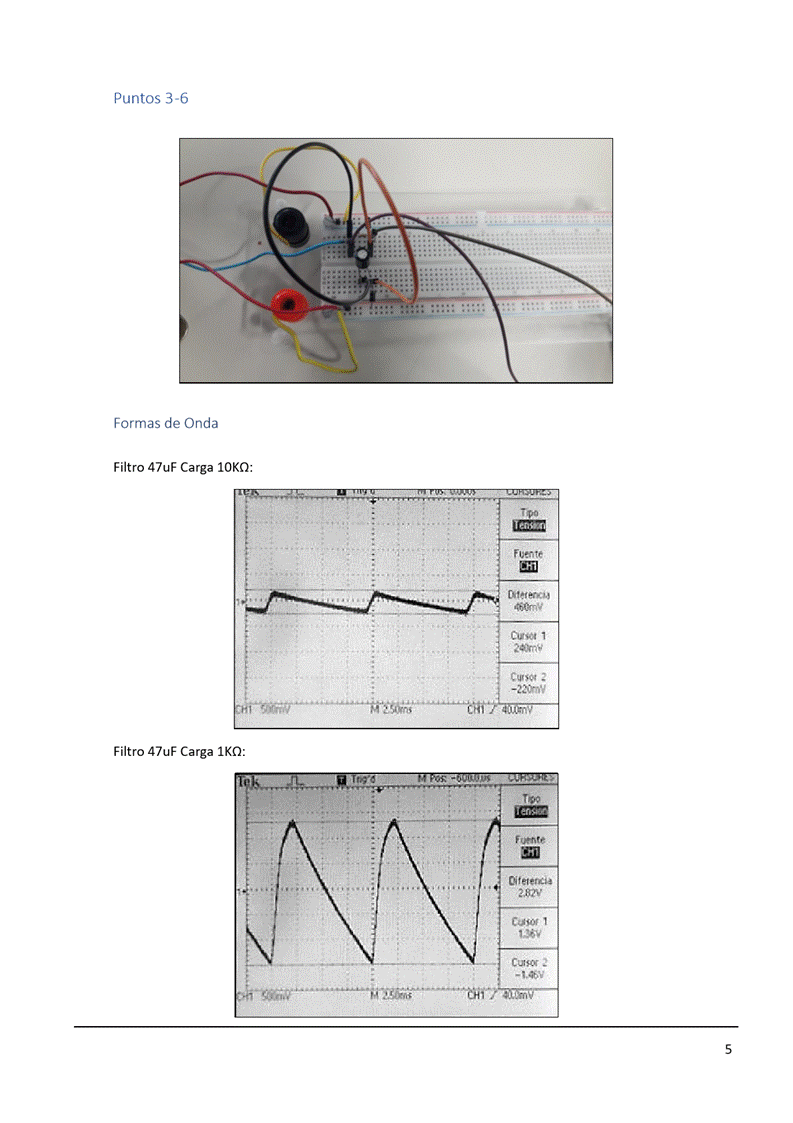 Puntos 3-6
Formas de Onda
Filtro 47uF Carga 10KΩ:
Tek Trig'd M Pos: 0.000s CURSORES
Tipo
Tensión
Fuente
CH1
Diferencia
460mV
Cursor 1
240mV
Cursor 2
-220mV
1
CH1 500mV M 2.50ms CH1 40.0mV
Filtro 47uF Carga 1KΩ:
Tek T Trig'd M Pos: -600.0us CURSORES
Tipo
Tensión
Fuente
CH1
Diferencia
2.82V
Cursor 1
1.36V
Cursor 2
-1.46V
1
CH1 500mV M 2.50ms CH1 40.0mV
5